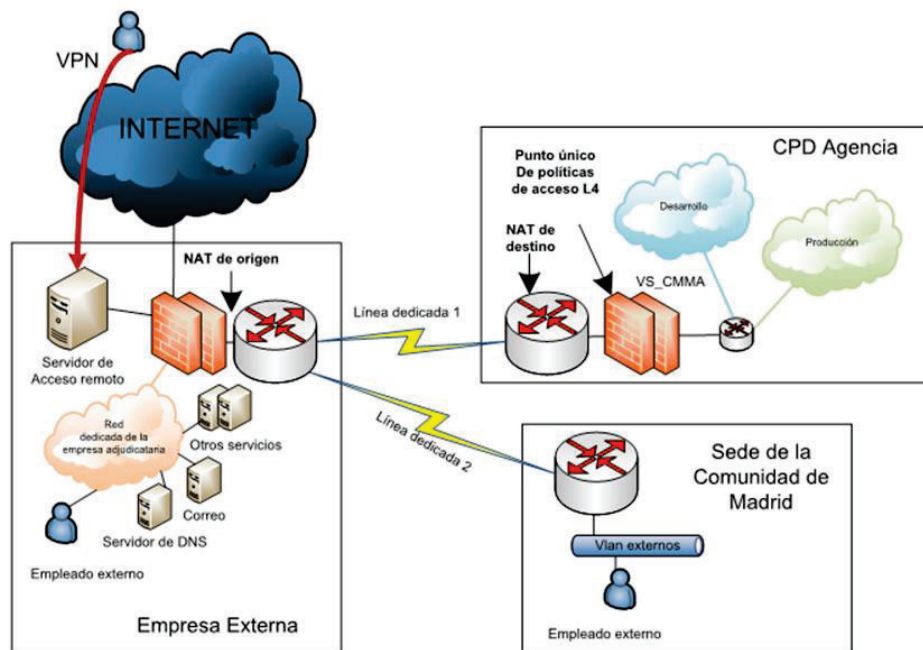 VPN
INTERNET
CPD Agencia
Punto único
De políticas
de acceso L4
Desarrollo
Producción
NAT de
destino
VS_CMMA
NAT de origen
Línea dedicada 1
Servidor de
Acceso remoto
Red
dedicada de la
empresa adjudicataria
Otros servicios
Correo
Servidor de DNS
Empleado externo
Empresa Externa
Línea dedicada 2
Sede de la
Comunidad de
Madrid
Vlan externos
Empleado externo